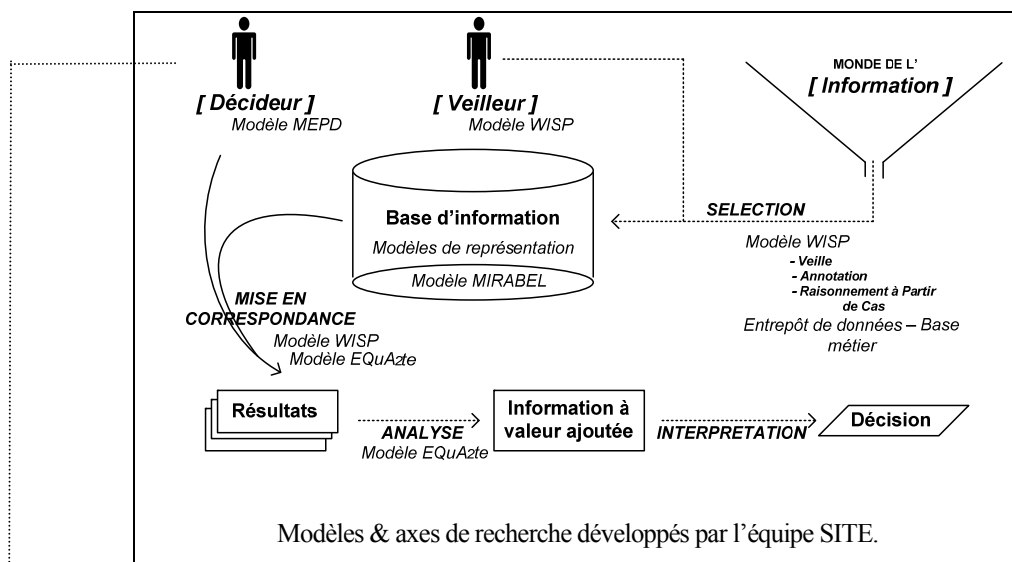 [ Décideur ]
Modèle MEPD
[ Veilleur ]
Modèle WISP
MONDE DE L'
[ Information ]
Base d'information
Modèles de représentation
Modèle MIRABEL
SELECTION
Modèle WISP
- Veille
- Annotation
- Raisonnement à Partir
de Cas
Entrepôt de données – Base
métier
MISE EN
CORRESPONDANCE
Modèle WISP
Modèle EQuA2te
Résultats
ANALYSE
Modèle EQuA2te
Information à
valeur ajoutée
INTERPRETATION
Décision
Modèles & axes de recherche développés par l'équipe SITE.